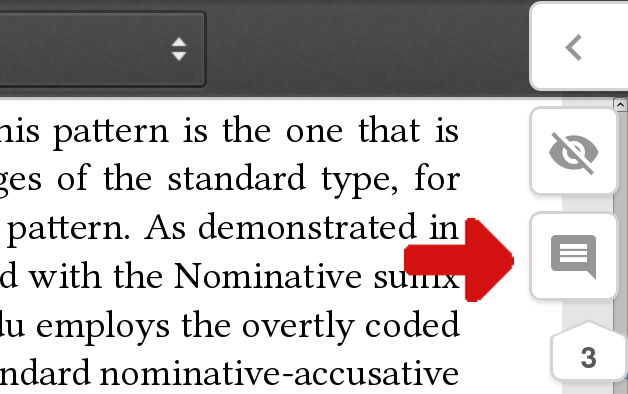 his pattern is the one that is
ges of the standard type, for
pattern. As demonstrated in
d with the Nominative suffix
du employs the overtly coded
ndard nominative-accusative
3